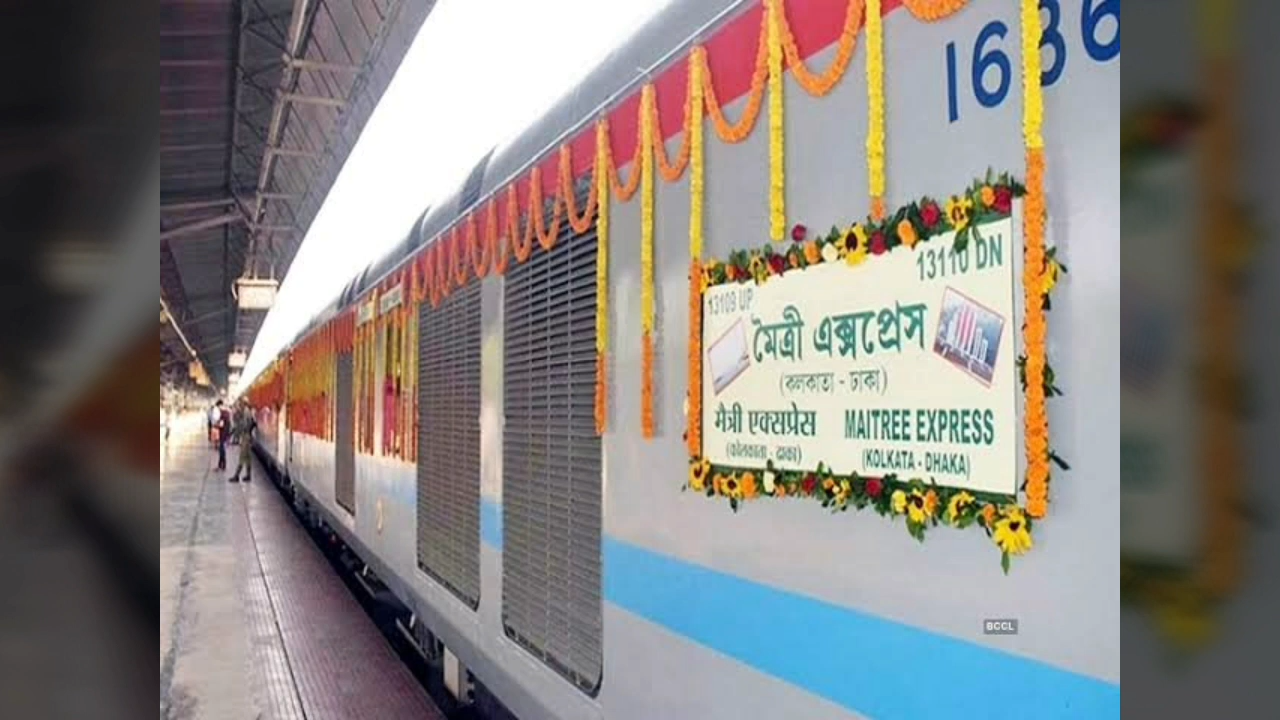 1636
13109 UP
13110 DN
মৈত্রী এক্সপ্রেস
(কলকাতা - ঢাকা)
मैत्री एक्सप्रेस
MAITREE EXPRESS
(कोलकाता - ढाका)
(KOLKATA - DHAKA)
BCCL